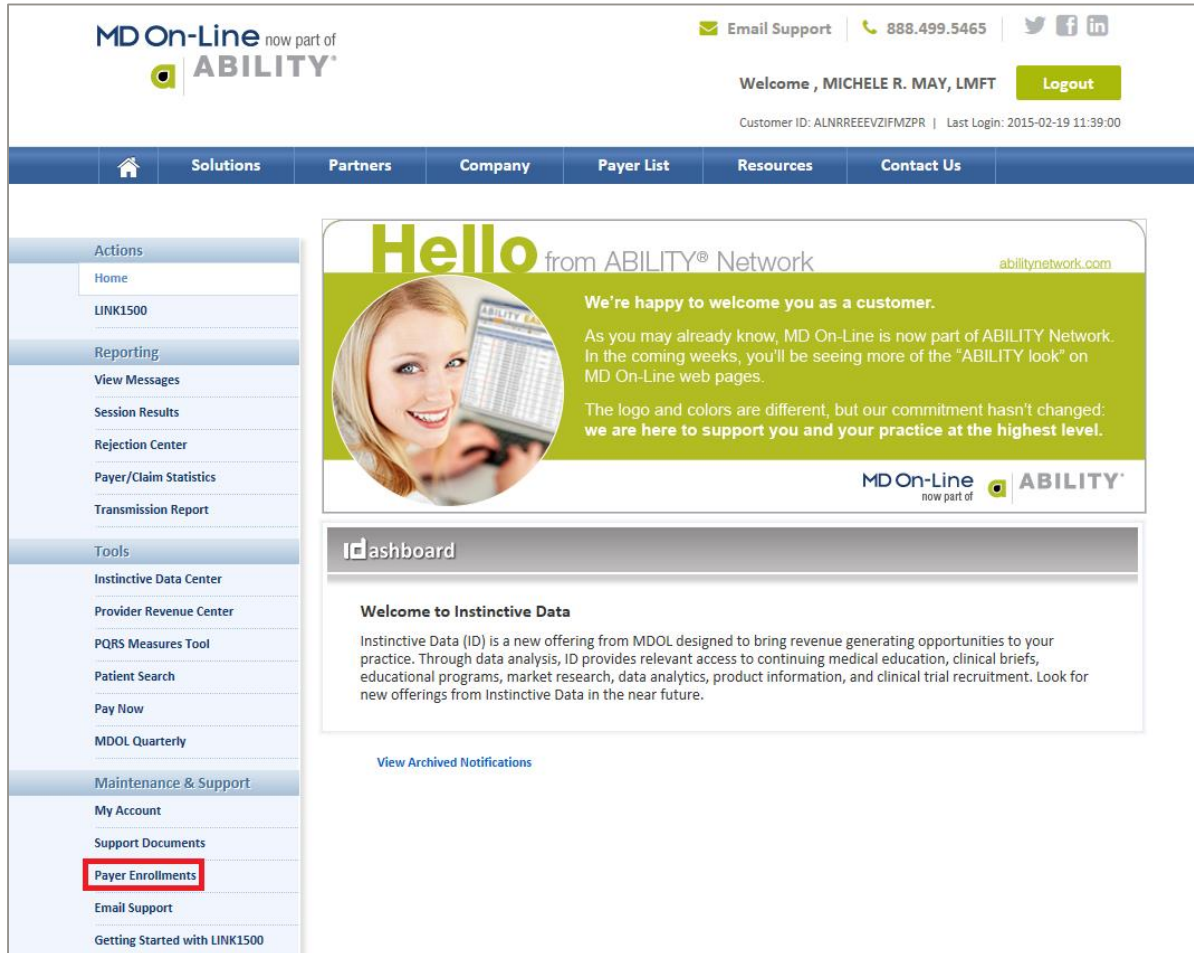 MD On-Line now part of
ABILITY®
Email Support
888.499.5465
Welcome , MICHELE R. MAY, LMFT
Logout
Customer ID: ALNRREEEVZIFMZPR | Last Login: 2015-02-19 11:39:00
Solutions
Partners
Company
Payer List
Resources
Contact Us
Actions
Home
LINK1500
Reporting
View Messages
Session Results
Rejection Center
Payer/Claim Statistics
Transmission Report
Tools
Instinctive Data Center
Provider Revenue Center
PQRS Measures Tool
Patient Search
Pay Now
MDOL Quarterly
Maintenance & Support
My Account
Support Documents
Payer Enrollments
Email Support
Getting Started with LINK1500
Hello from ABILITY® Network
abilitynetwork.com
We're happy to welcome you as a customer.
As you may already know, MD On-Line is now part of ABILITY Network.
In the coming weeks, you'll be seeing more of the "ABILITY look" on
MD On-Line web pages.
The logo and colors are different, but our commitment hasn't changed:
we are here to support you and your practice at the highest level.
MD On-Line
now part of
ABILITY®
IDashboard
Welcome to Instinctive Data
Instinctive Data (ID) is a new offering from MDOL designed to bring revenue generating opportunities to your
practice. Through data analysis, ID provides relevant access to continuing medical education, clinical briefs,
educational programs, market research, data analytics, product information, and clinical trial recruitment. Look for
new offerings from Instinctive Data in the near future.
View Archived Notifications